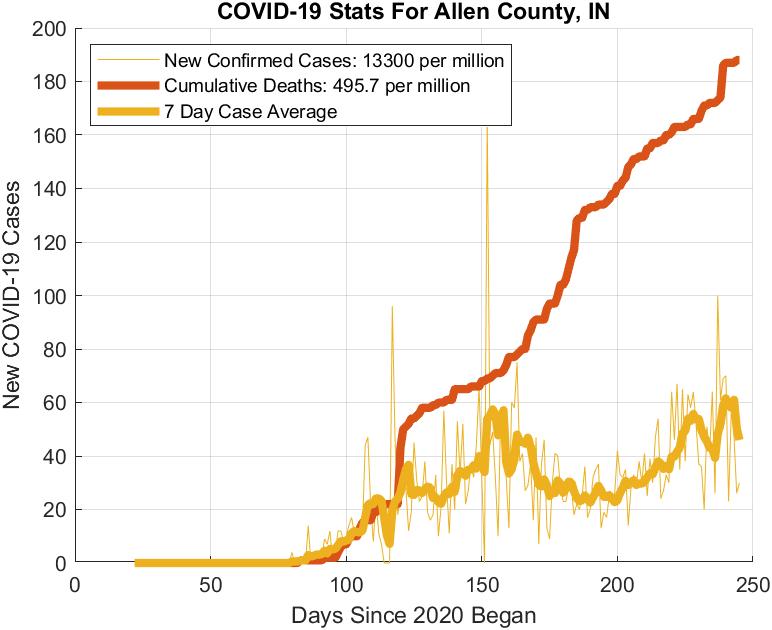 COVID-19 Stats For Allen County, IN
New Confirmed Cases: 13300 per million
Cumulative Deaths: 495.7 per million
7 Day Case Average
New COVID-19 Cases
200
180
160
140
120
100
80
60
40
20
0
0 50 100 150 200 250
Days Since 2020 Began